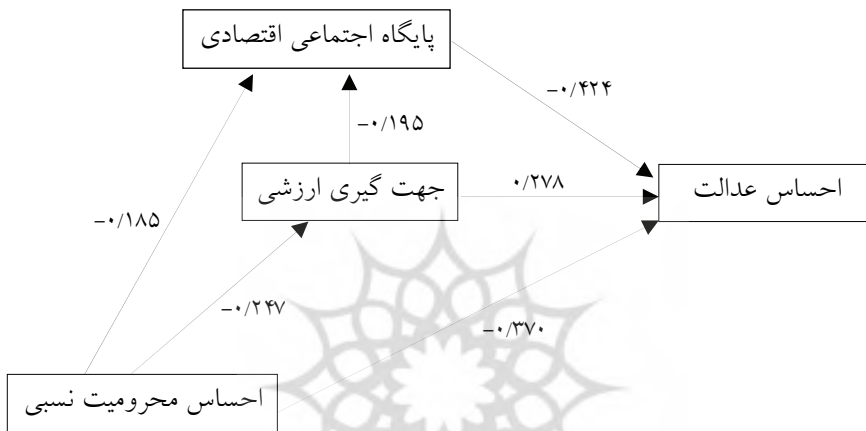 پایگاه اجتماعی اقتصادی
-۰/۴۲۴
-۰/۱۹۵
جهت گیری ارزشی
۰/۲۷۸
احساس عدالت
-۰/۱۸۵
-۰/۲۴۷
-۰/۳۷۰
احساس محرومیت نسبی